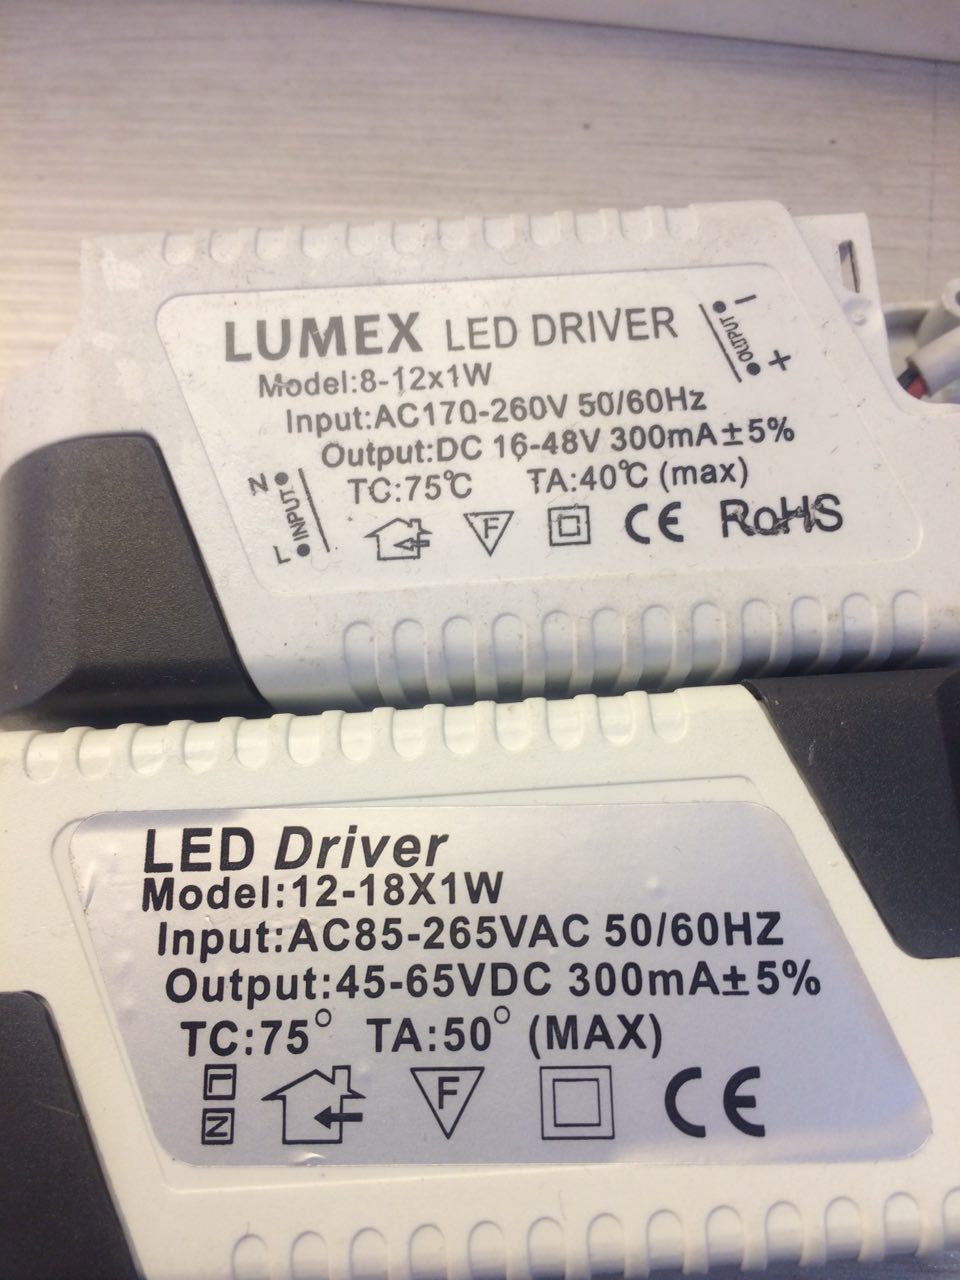 LUMEX LED DRIVER
Model:8-12x1W
Input:AC170-260V 50/60Hz
Output:DC 16-48V 300mA±5%
TC:75℃ TA:40℃ (max)
F CE RoHS
N INPUT L
- OUTPUT +
LED Driver
Model:12-18X1W
Input:AC85-265VAC 50/60HZ
Output:45-65VDC 300mA±5%
TC:75° TA:50° (MAX)
L
N
F CE